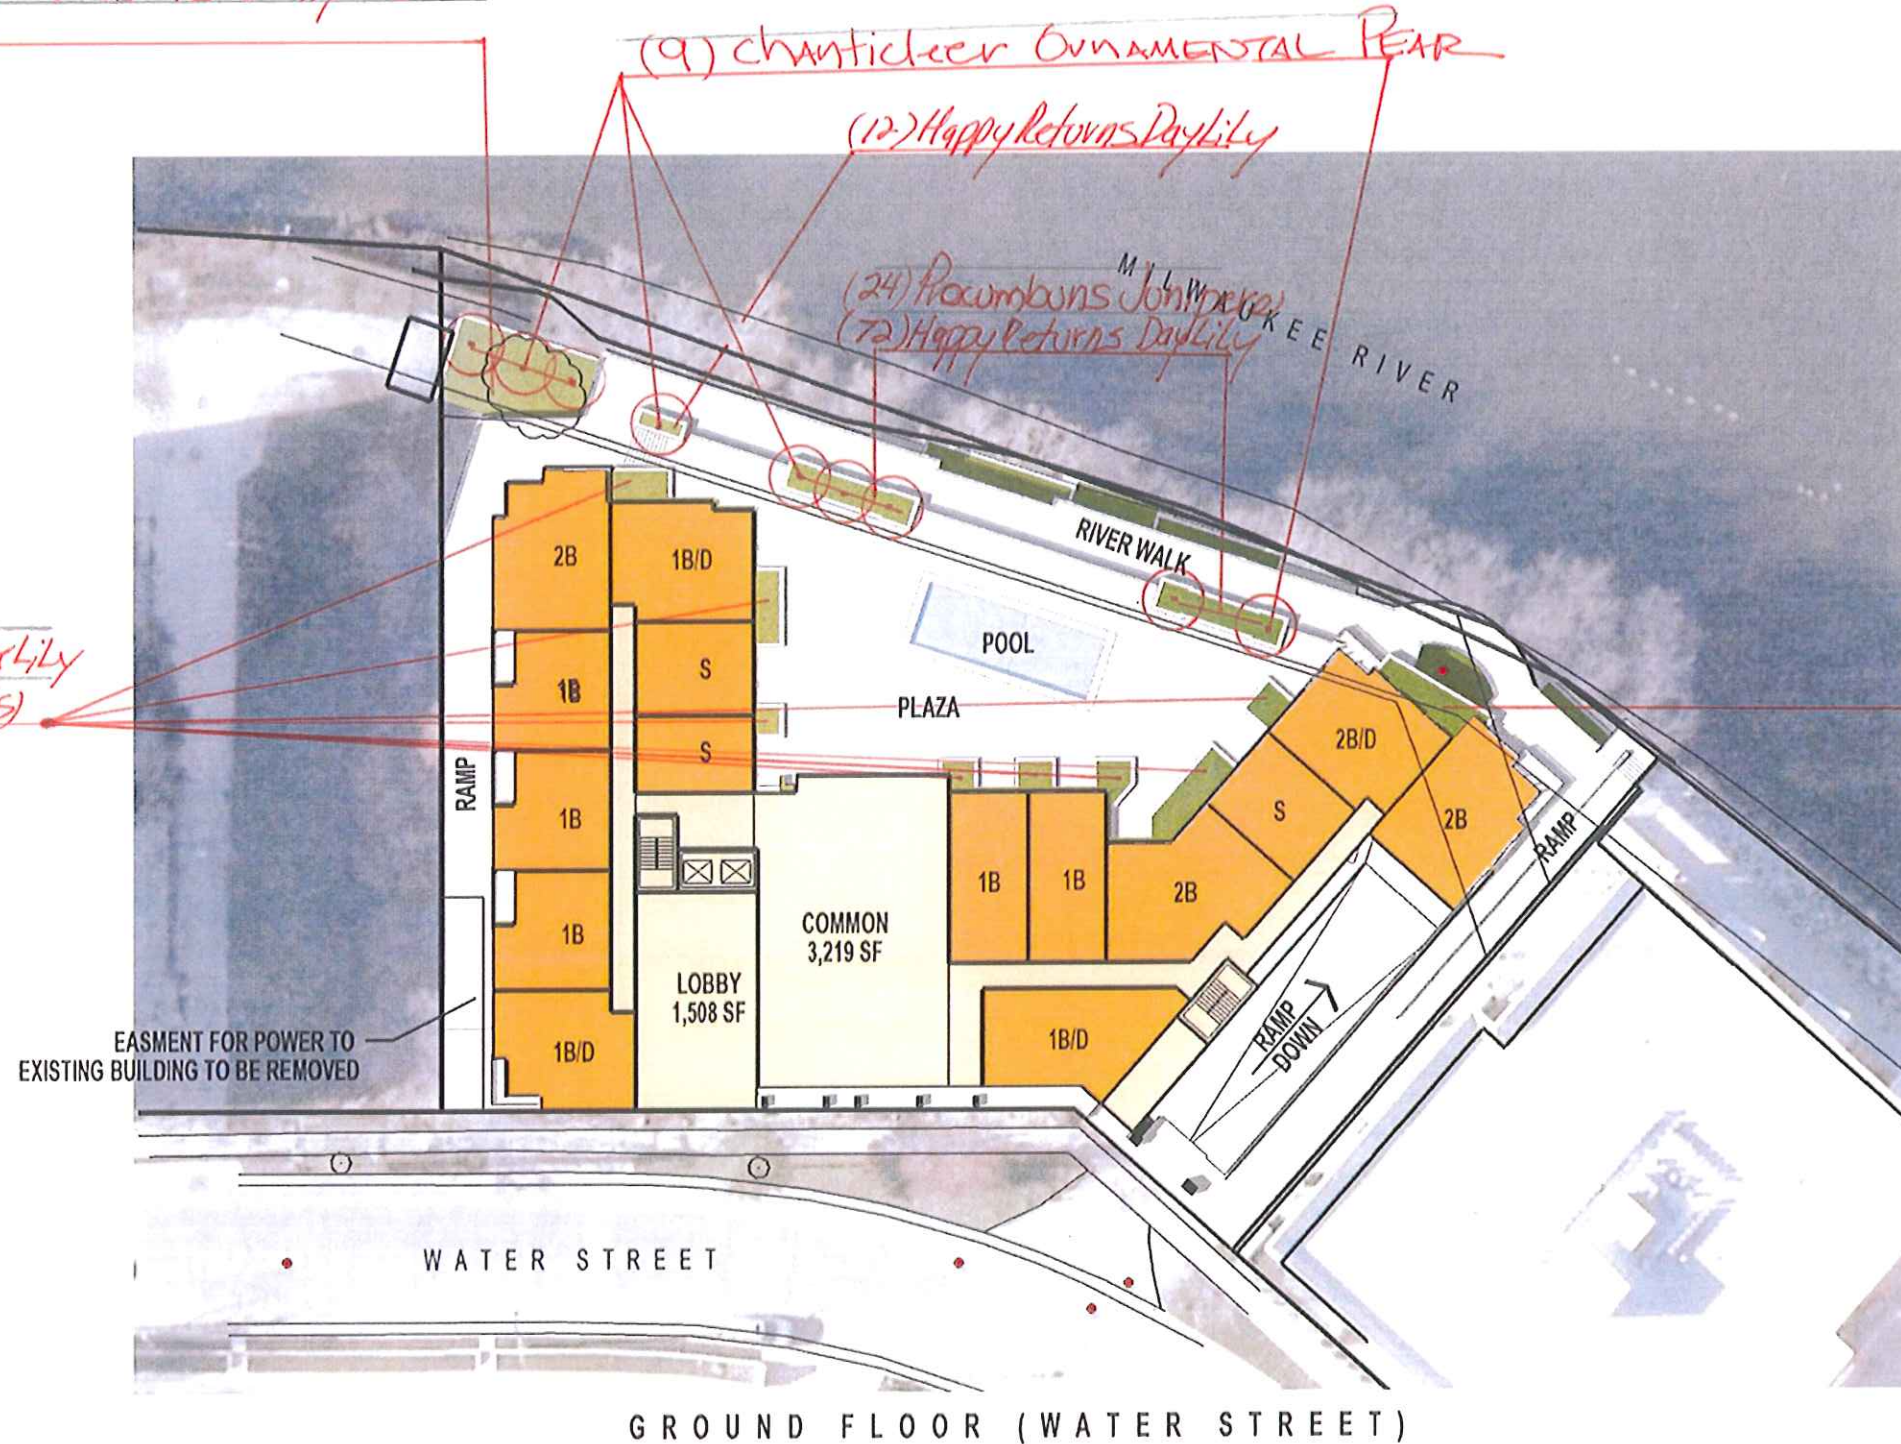 (9) Chanticleer ORNAMENTAL PEAR
(12) Happy Returns DayLily
MILWAUKEE RIVER
(24) Procumbuns Junipers
(72) Happy Returns DayLily
RIVER WALK
2B
1B/D
POOL
S
1B
PLAZA
S
2B/D
RAMP
1B
S
2B
RAMP
1B
1B
1B
2B
COMMON
3,219 SF
LOBBY
1,508 SF
EASMENT FOR POWER TO
EXISTING BUILDING TO BE REMOVED
1B/D
1B/D
RAMP
DOWN
WATER STREET
GROUND FLOOR (WATER STREET)